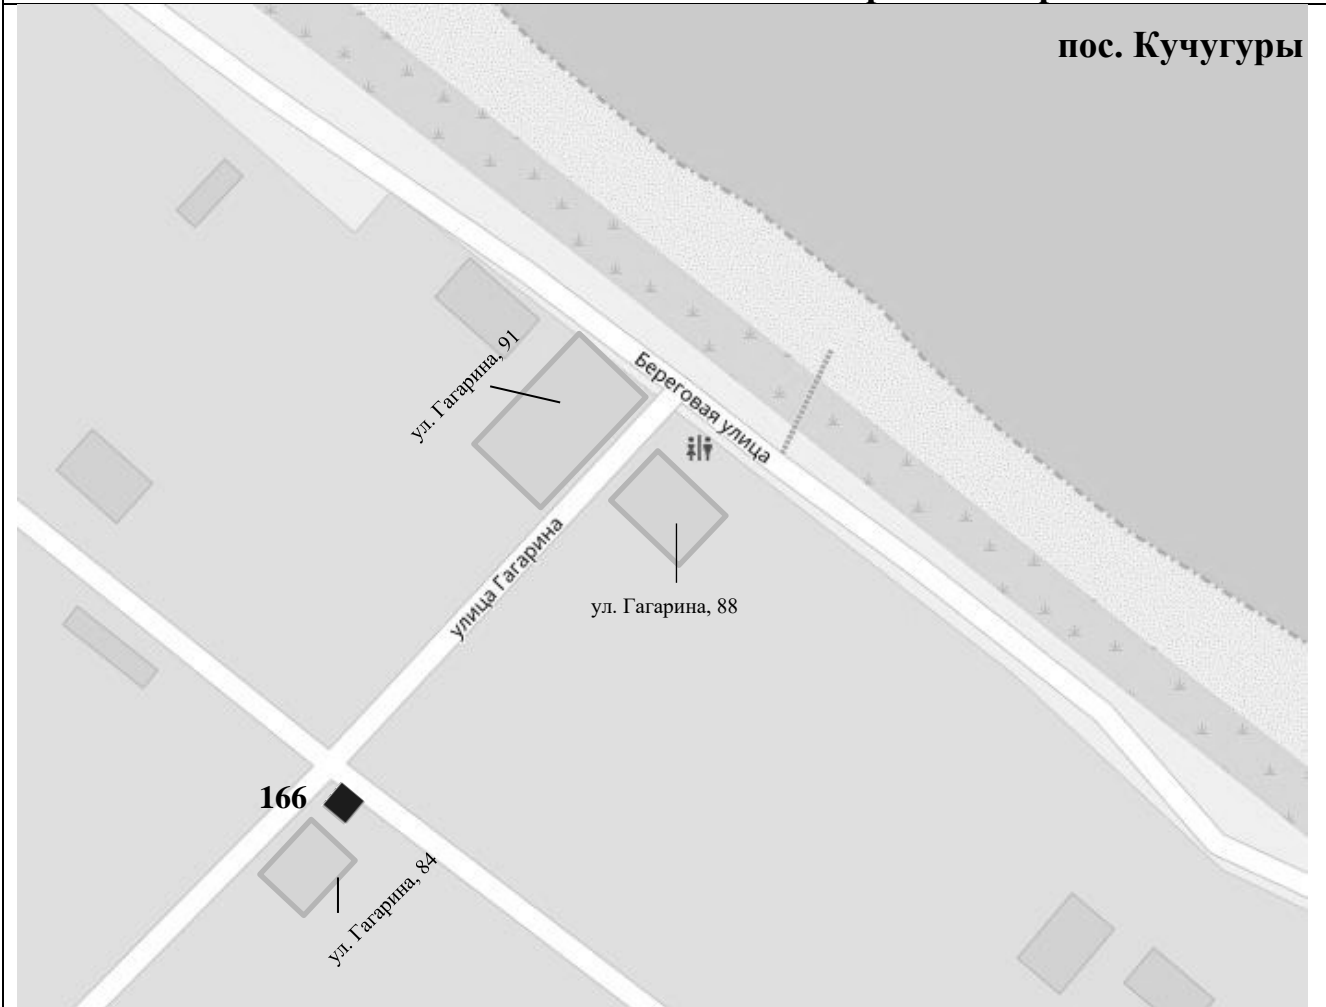 пос. Кучугуры
ул. Гагарина, 91
Береговая улица
улица Гагарина
ул. Гагарина, 88
166
ул. Гагарина, 84